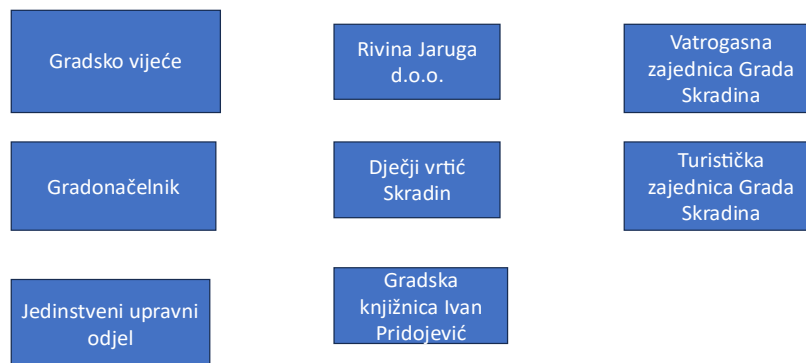 Gradsko vijeće
Rivina Jaruga
d.o.o.
Vatrogasna
zajednica Grada
Skradina
Gradonačelnik
Dječji vrtić
Skradin
Turistička
zajednica Grada
Skradina
Jedinstveni upravni
odjel
Gradska
knjižnica Ivan
Pridojević